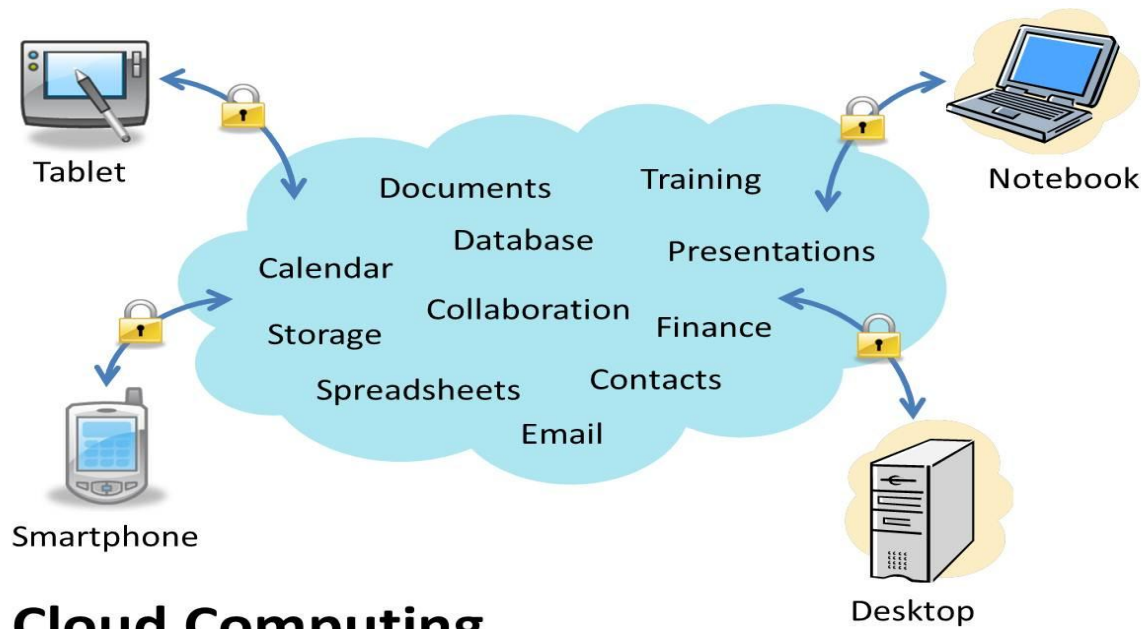 Tablet
Notebook
Documents
Training
Database
Presentations
Calendar
Collaboration
Storage
Finance
Spreadsheets
Contacts
Email
Smartphone
Desktop
Cloud Computing